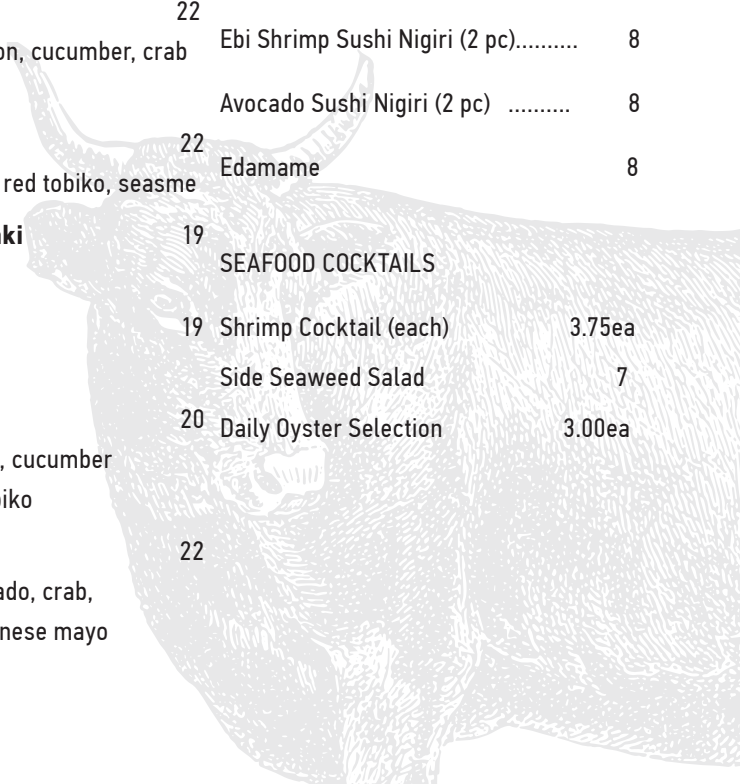 22
on, cucumber, crab
22
red tobiko, seasme
ki 19
19
20
, cucumber
iko
22
ado, crab,
nese mayo
Ebi Shrimp Sushi Nigiri (2 pc).......... 8
Avocado Sushi Nigiri (2 pc) .......... 8
Edamame 8
SEAFOOD COCKTAILS
Shrimp Cocktail (each) 3.75ea
Side Seaweed Salad 7
Daily Oyster Selection 3.00ea